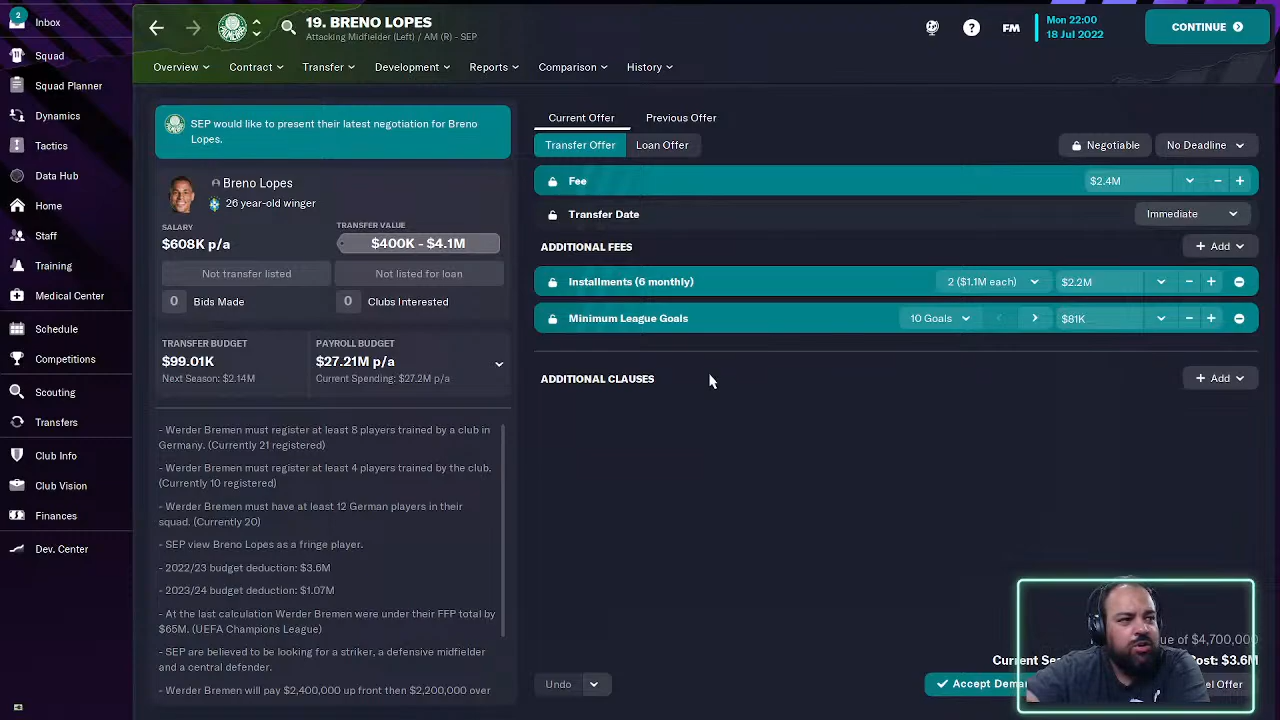 2
Inbox
Squad
Squad Planner
Dynamics
Tactics
Data Hub
Home
Staff
Training
Medical Center
Schedule
Competitions
Scouting
Transfers
Club Info
Club Vision
Finances
Dev. Center
19. BRENO LOPES
Attacking Midfielder (Left) / AM (R) - SEP
?
FM
Mon 22:00
18 Jul 2022
CONTINUE
Overview
Contract
Transfer
Development
Reports
Comparison
History
SEP would like to present their latest negotiation for Breno
Lopes.
Breno Lopes
26 year-old winger
SALARY
$608K p/a
TRANSFER VALUE
$400K - $4.1M
Not transfer listed
Not listed for loan
0 Bids Made
0 Clubs Interested
TRANSFER BUDGET
$99.01K
Next Season: $2.14M
PAYROLL BUDGET
$27.21M p/a
Current Spending: $27.2M p/a
- Werder Bremen must register at least 8 players trained by a club in
Germany. (Currently 21 registered)
- Werder Bremen must register at least 4 players trained by the club.
(Currently 10 registered)
- Werder Bremen must have at least 12 German players in their
squad. (Currently 20)
- SEP view Breno Lopes as a fringe player.
- 2022/23 budget deduction: $3.6M
- 2023/24 budget deduction: $1.07M
- At the last calculation Werder Bremen were under their FFP total by
$65M. (UEFA Champions League)
- SEP are believed to be looking for a striker, a defensive midfielder
and a central defender.
- Werder Bremen will pay $2,400,000 up front then $2,200,000 over
Current Offer
Previous Offer
Transfer Offer
Loan Offer
Negotiable
No Deadline
Fee
$2.4M
Transfer Date
Immediate
ADDITIONAL FEES
+ Add
Installments (6 monthly)
2 ($1.1M each)
$2.2M
Minimum League Goals
10 Goals
$81K
ADDITIONAL CLAUSES
+ Add
of $4,700,000
Cost: $3.6M
Undo
Accept
Offer